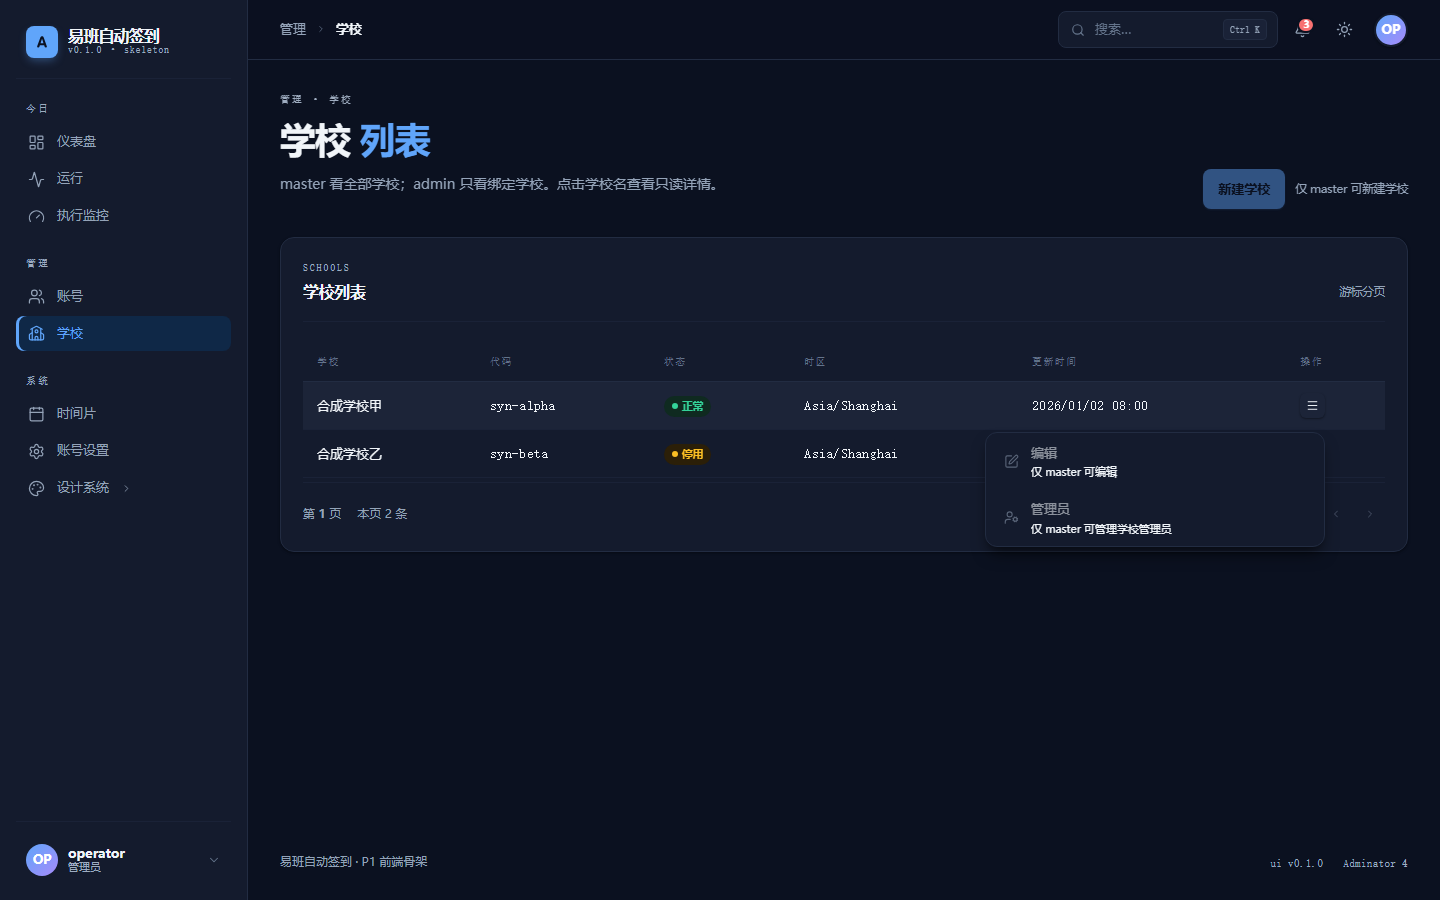 A
易班自动签到
v0.1.0 • skeleton
今日
仪表盘
运行
执行监控
管理
账号
学校
系统
时间片
账号设置
设计系统
OP
operator
管理员
管理 › 学校
搜索...
Ctrl K
3
OP
管理 • 学校
学校 列表
master 看全部学校；admin 只看绑定学校。点击学校名查看只读详情。
新建学校
仅 master 可新建学校
SCHOOLS
学校列表
游标分页
学校 代码 状态 时区 更新时间 操作
合成学校甲 syn-alpha 正常 Asia/Shanghai 2026/01/02 08:00
合成学校乙 syn-beta 停用 Asia/Shanghai
编辑
仅 master 可编辑
管理员
仅 master 可管理学校管理员
第 1 页 本页 2 条
易班自动签到 · P1 前端骨架
ui v0.1.0 Adminator 4